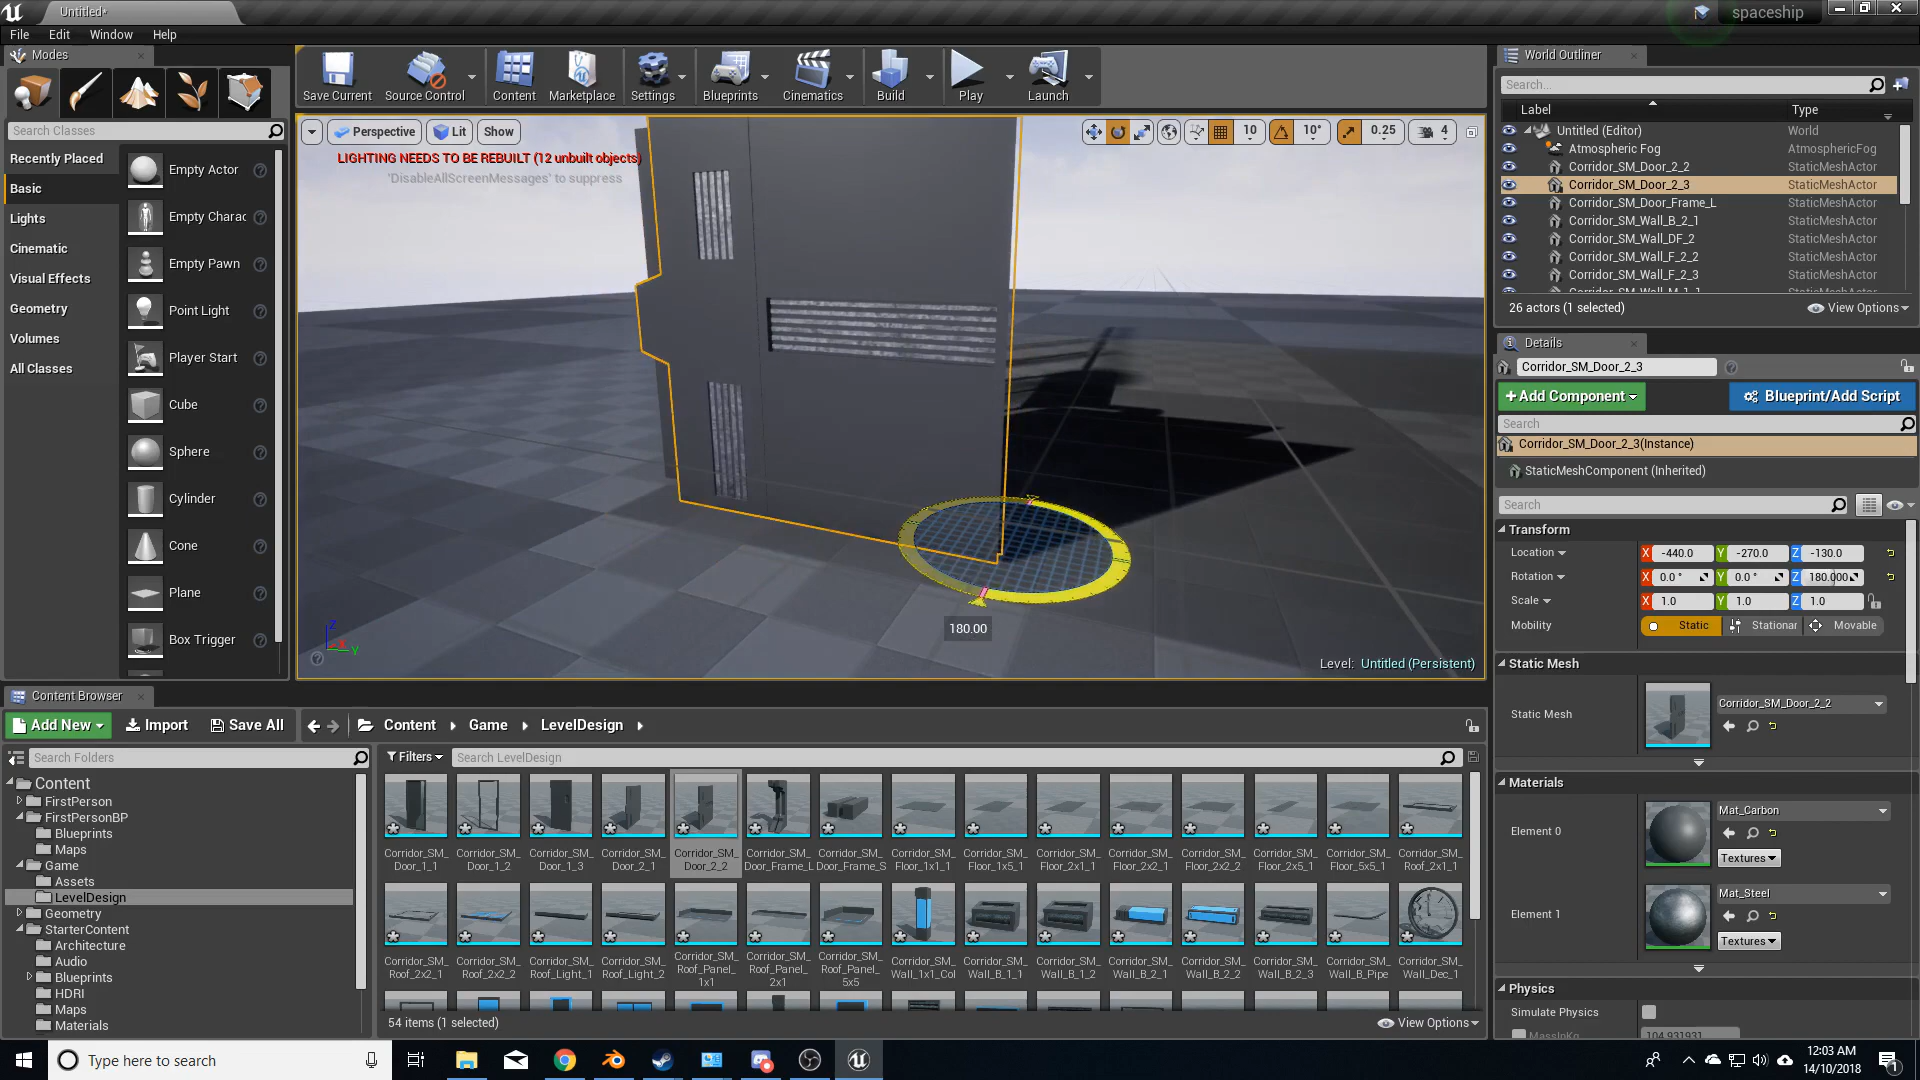 Untitled*
spaceship
File Edit Window Help
Modes
Search Classes
Recently Placed
Basic
Lights
Cinematic
Visual Effects
Geometry
Volumes
All Classes
Empty Actor
Empty Charac
Empty Pawn
Point Light
Player Start
Cube
Sphere
Cylinder
Cone
Plane
Box Trigger
Save Current
Source Control
Content
Marketplace
Settings
Blueprints
Cinematics
Build
Play
Launch
Perspective Lit Show
10 10° 0.25 4
LIGHTING NEEDS TO BE REBUILT (12 unbuilt objects)
'DisableAllScreenMessages' to suppress
180.00
Z
Y
Level: Untitled (Persistent)
World Outliner
Search...
Label Type
Untitled (Editor) World
Atmospheric Fog AtmosphericFog
Corridor_SM_Door_2_2 StaticMeshActor
Corridor_SM_Door_2_3 StaticMeshActor
Corridor_SM_Door_Frame_L StaticMeshActor
Corridor_SM_Wall_B_2_1 StaticMeshActor
Corridor_SM_Wall_DF_2 StaticMeshActor
Corridor_SM_Wall_F_2_2 StaticMeshActor
Corridor_SM_Wall_F_2_3 StaticMeshActor
26 actors (1 selected)
View Options
Details
Corridor_SM_Door_2_3
+Add Component
Blueprint/Add Script
Search
Corridor_SM_Door_2_3(Instance)
StaticMeshComponent (Inherited)
Search
Transform
Location X -440.0 Y -270.0 Z -130.0
Rotation X 0.0 ° Y 0.0 ° Z 180.000
Scale X 1.0 Y 1.0 Z 1.0
Mobility Static Stationar Movable
Static Mesh
Static Mesh Corridor_SM_Door_2_2
Materials
Element 0 Mat_Carbon
Textures
Element 1 Mat_Steel
Textures
Physics
Simulate Physics
MassInKg 104.931931
Content Browser
Add New Import Save All
Content Game LevelDesign
Search Folders
Filters
Search LevelDesign
Content
FirstPerson
FirstPersonBP
Blueprints
Maps
Game
Assets
LevelDesign
Geometry
StarterContent
Architecture
Audio
Blueprints
HDRI
Maps
Materials
Corridor_SM_Door_1_1
Corridor_SM_Door_1_2
Corridor_SM_Door_1_3
Corridor_SM_Door_2_1
Corridor_SM_Door_2_2
Corridor_SM_Door_Frame_L
Corridor_SM_Door_Frame_S
Corridor_SM_Floor_1x1_1
Corridor_SM_Floor_1x5_1
Corridor_SM_Floor_2x1_1
Corridor_SM_Floor_2x2_1
Corridor_SM_Floor_2x2_2
Corridor_SM_Floor_2x5_1
Corridor_SM_Floor_5x5_1
Corridor_SM_Roof_2x1_1
Corridor_SM_Roof_2x2_1
Corridor_SM_Roof_2x2_2
Corridor_SM_Roof_Light_1
Corridor_SM_Roof_Light_2
Corridor_SM_Roof_Panel_1x1
Corridor_SM_Roof_Panel_2x1
Corridor_SM_Roof_Panel_5x5
Corridor_SM_Wall_1x1_Col
Corridor_SM_Wall_B_1_1
Corridor_SM_Wall_B_1_2
Corridor_SM_Wall_B_2_1
Corridor_SM_Wall_B_2_2
Corridor_SM_Wall_B_2_3
Corridor_SM_Wall_B_Pipe
Corridor_SM_Wall_Dec_1
54 items (1 selected)
View Options
Type here to search
12:03 AM
14/10/2018
1